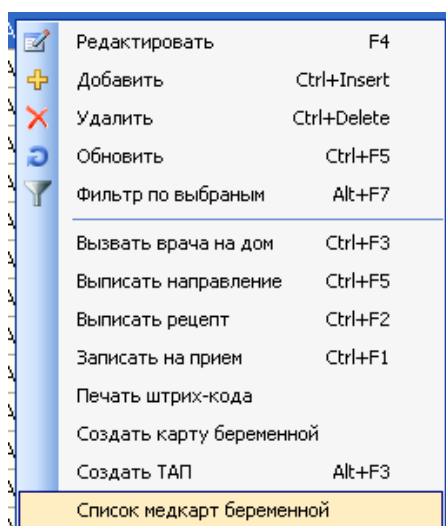 Редактировать F4
Добавить Ctrl+Insert
Удалить Ctrl+Delete
Обновить Ctrl+F5
Фильтр по выбраным Alt+F7
Вызвать врача на дом Ctrl+F3
Выписать направление Ctrl+F5
Выписать рецепт Ctrl+F2
Записать на прием Ctrl+F1
Печать штрих-кода
Создать карту беременной
Создать ТАП Alt+F3
Список медкарт беременной